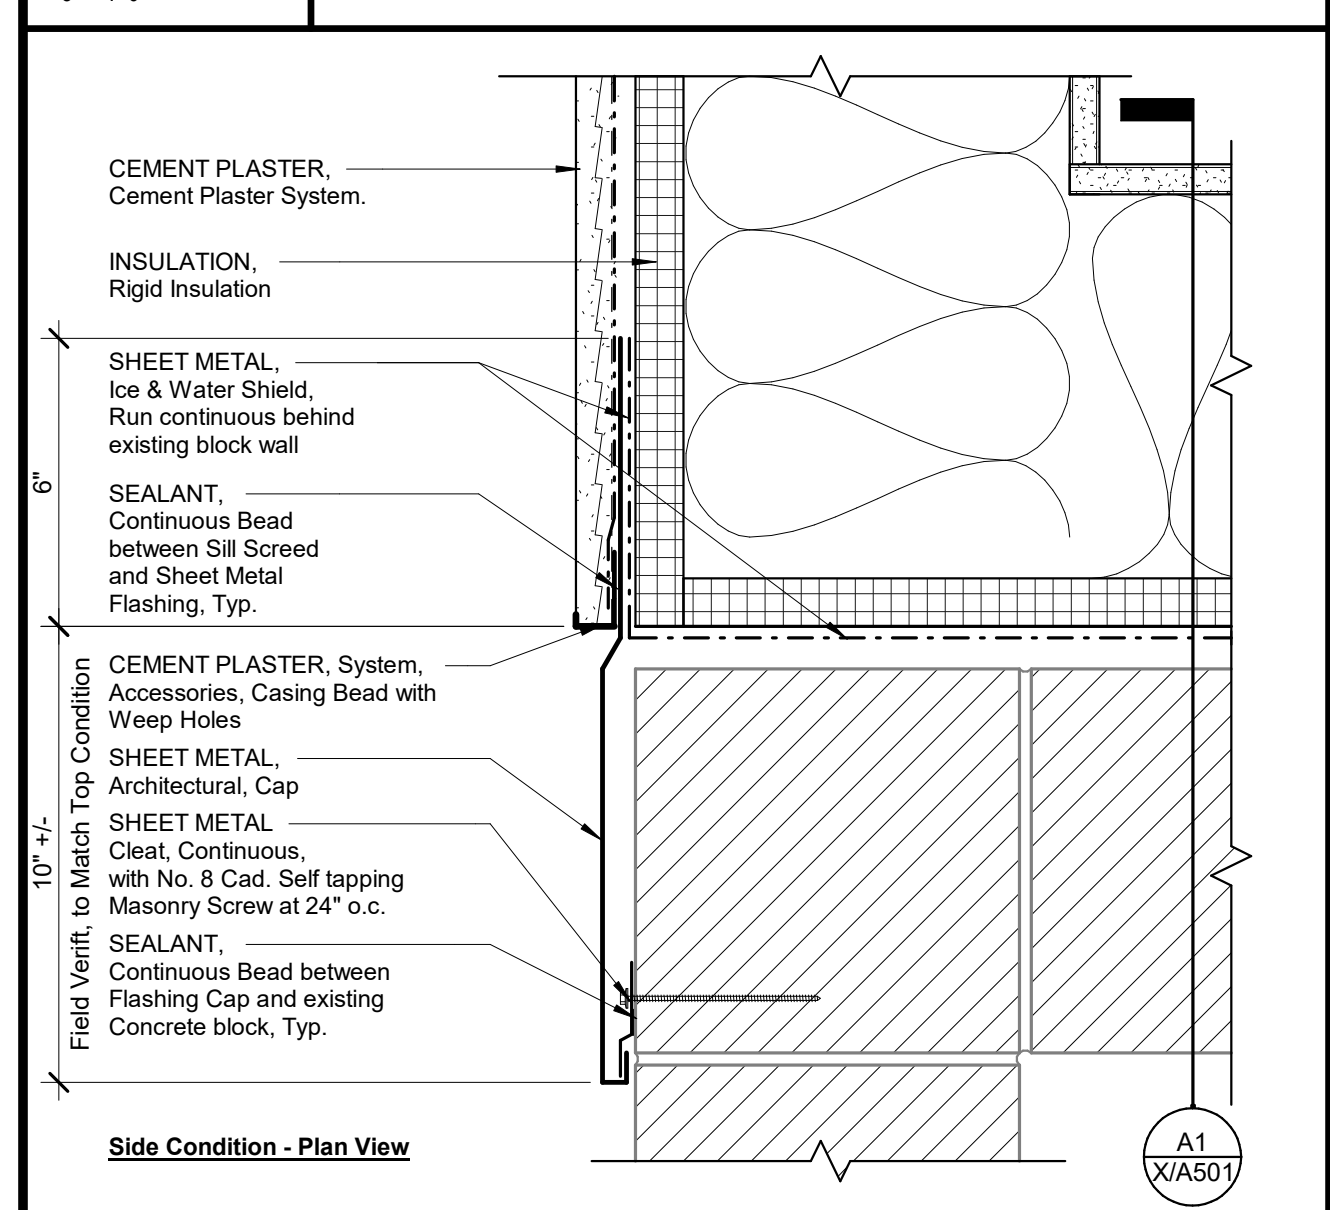 CEMENT PLASTER,
Cement Plaster System.
INSULATION,
Rigid Insulation
SHEET METAL,
Ice & Water Shield,
Run continuous behind
existing block wall
SEALANT,
Continuous Bead
between Sill Screed
and Sheet Metal
Flashing, Typ.
CEMENT PLASTER, System,
Accessories, Casing Bead with
Weep Holes
SHEET METAL,
Architectural, Cap
SHEET METAL
Cleat, Continuous,
with No. 8 Cad. Self tapping
Masonry Screw at 24" o.c.
SEALANT,
Continuous Bead between
Flashing Cap and existing
Concrete block, Typ.
6"
10" +/-
Field Verift, to Match Top Condition
Side Condition - Plan View
A1
X/A501